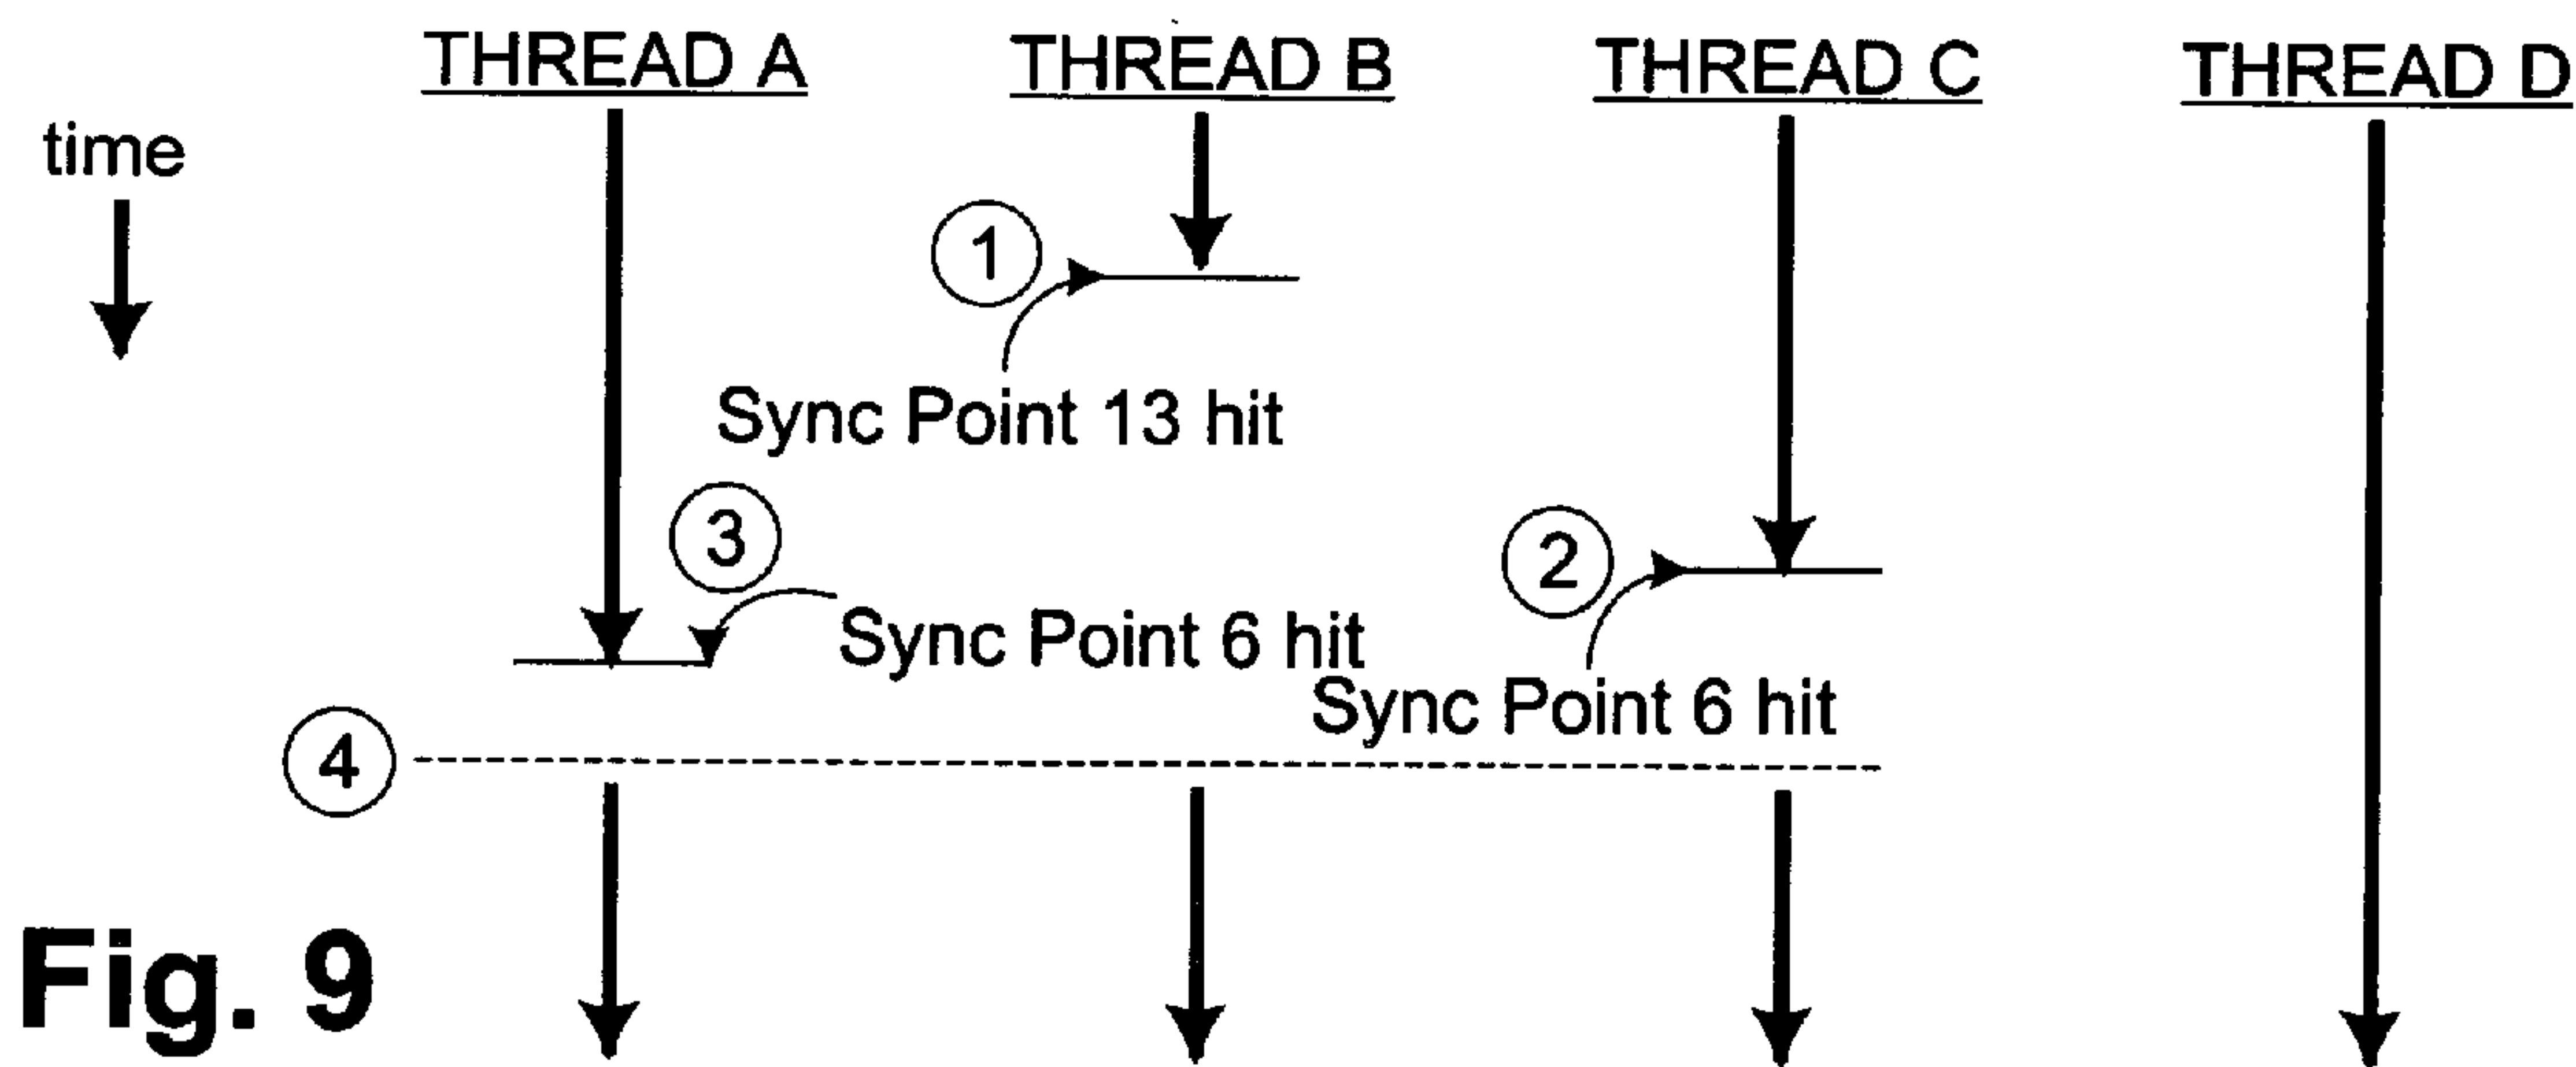 THREAD A THREAD B THREAD C THREAD D
time
1
Sync Point 13 hit
3
2
Sync Point 6 hit
Sync Point 6 hit
4
Fig. 9